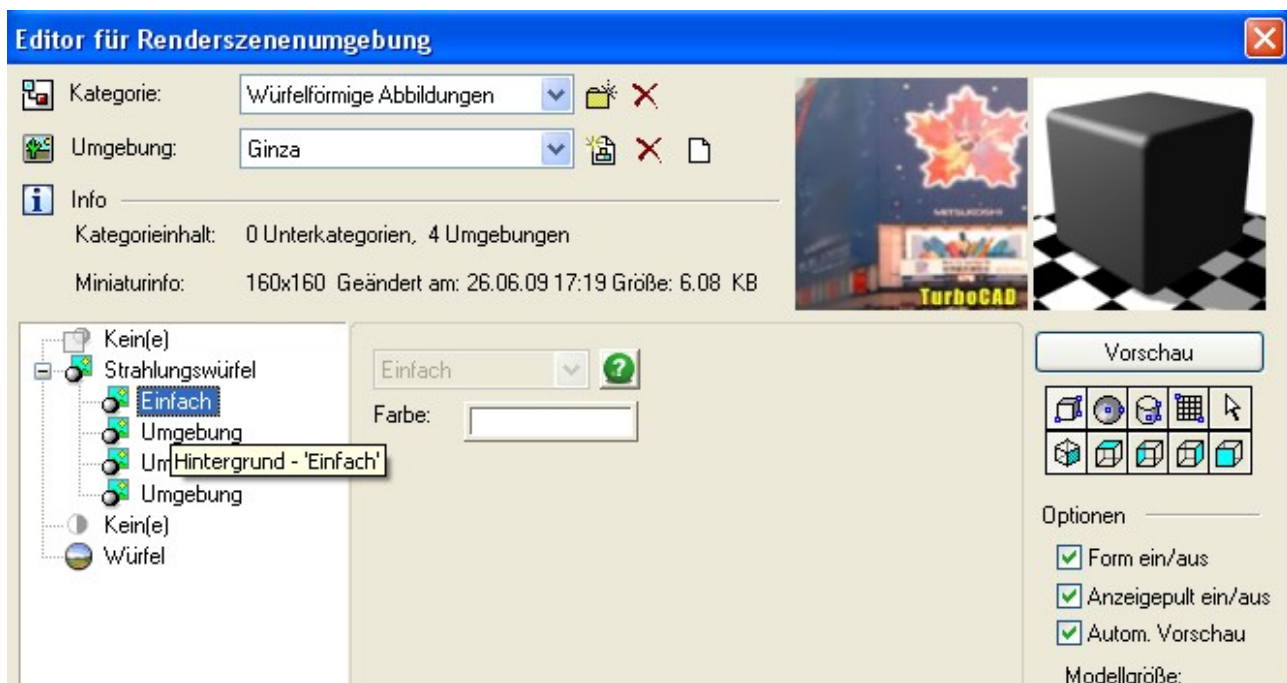 Editor für Renderszenenumgebung
Kategorie: Würfelförmige Abbildungen
Umgebung: Ginza
Info
Kategorieinhalt: 0 Unterkategorien, 4 Umgebungen
Miniaturinfo: 160x160 Geändert am: 26.06.09 17:19 Größe: 6.08 KB
MITSUKOSHI
TurboCAD
Kein(e)
Strahlungswürfel
Einfach
Umgebung
Um
Hintergrund - 'Einfach'
Umgebung
Kein(e)
Würfel
Einfach
?
Farbe:
Vorschau
Optionen
Form ein/aus
Anzeigepult ein/aus
Autom. Vorschau
Modellgröße: